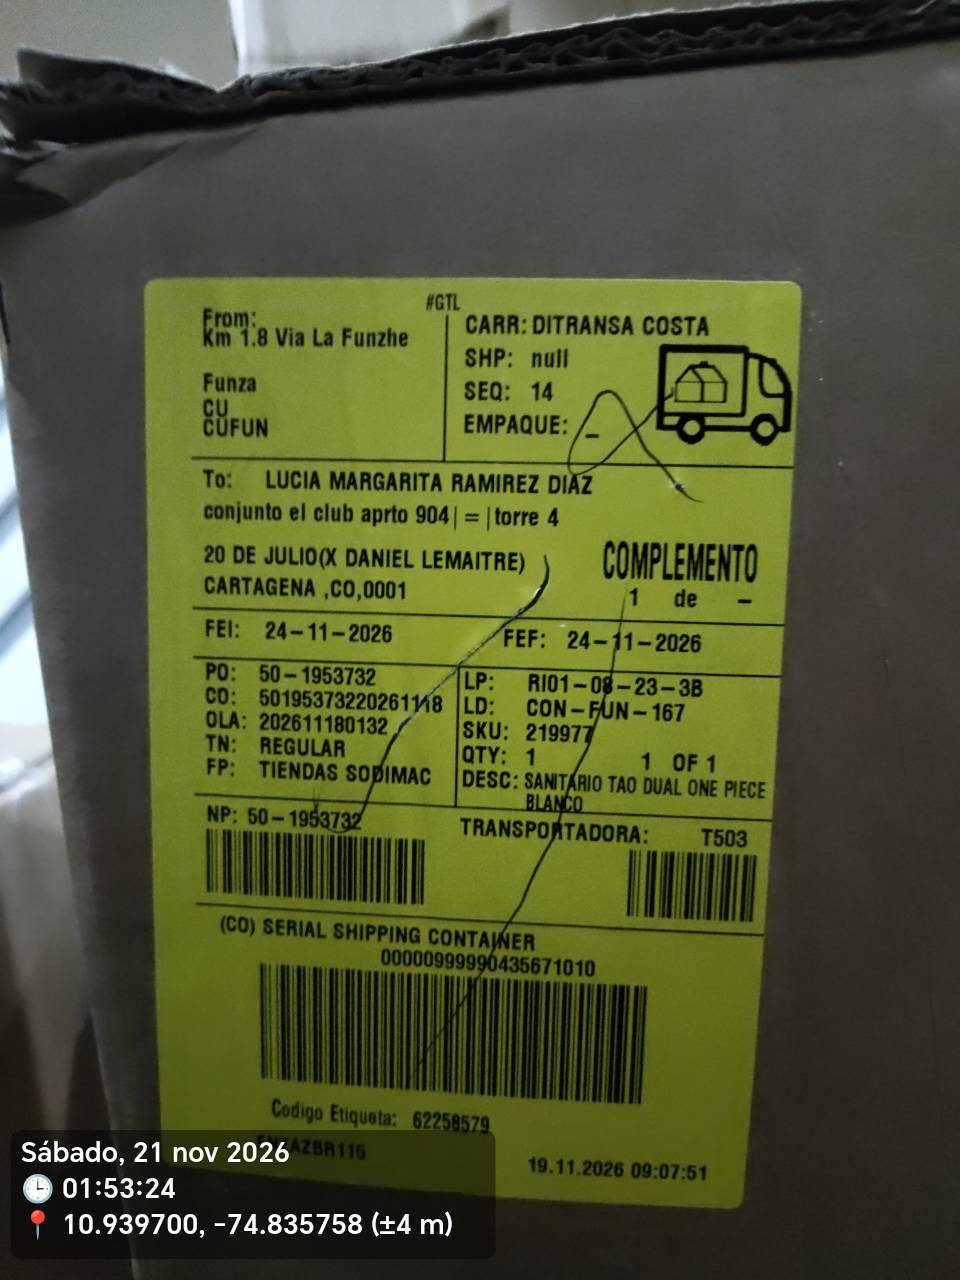 #GTL
From:
Km 1.8 Via La Funzhe
Funza
CU
CUFUN
CARR: DITRANSA COSTA
SHP: null
SEQ: 14
EMPAQUE: -
To: LUCIA MARGARITA RAMIREZ DIAZ
conjunto el club aprto 904|=|torre 4
20 DE JULIO(X DANIEL LEMAITRE)
CARTAGENA ,CO,0001
COMPLEMENTO
1 de -
FEI: 24-11-2026
FEF: 24-11-2026
PO: 50-1953732
CO: 50195373220261118
OLA: 202611180132
TN: REGULAR
FP: TIENDAS SODIMAC
LP: RI01-08-23-3B
LD: CON-FUN-167
SKU: 219977
QTY: 1 1 OF 1
DESC: SANITARIO TAO DUAL ONE PIECE
BLANCO
NP: 50-1953732
TRANSPORTADORA: T503
(CO) SERIAL SHIPPING CONTAINER
00000999990435671010
Codigo Etiqueta: 62258579
19.11.2026 09:07:51
Sábado, 21 nov 2026
01:53:24
10.939700, -74.835758 (±4 m)